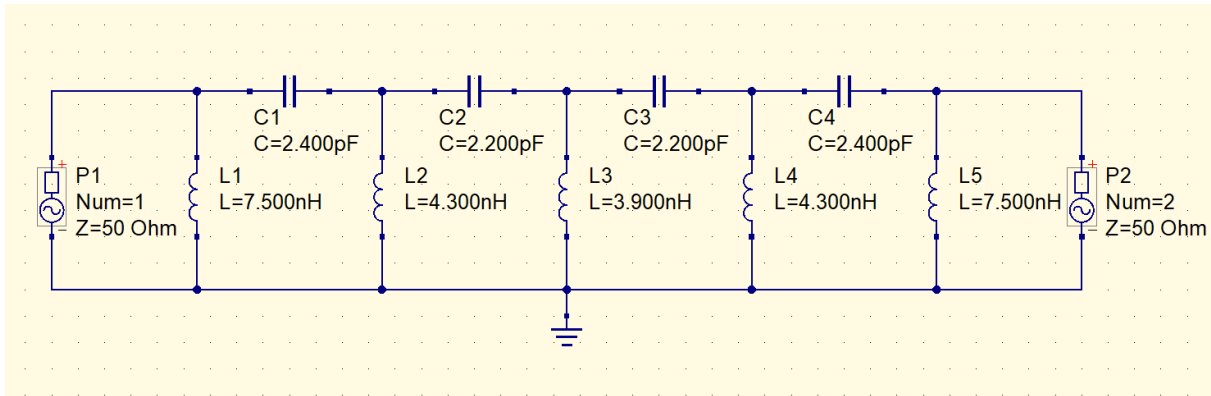 C1
C=2.400pF
C2
C=2.200pF
C3
C=2.200pF
C4
C=2.400pF
+
P1
Num=1
Z=50 Ohm
−
L1
L=7.500nH
L2
L=4.300nH
L3
L=3.900nH
L4
L=4.300nH
L5
L=7.500nH
+
P2
Num=2
Z=50 Ohm
−